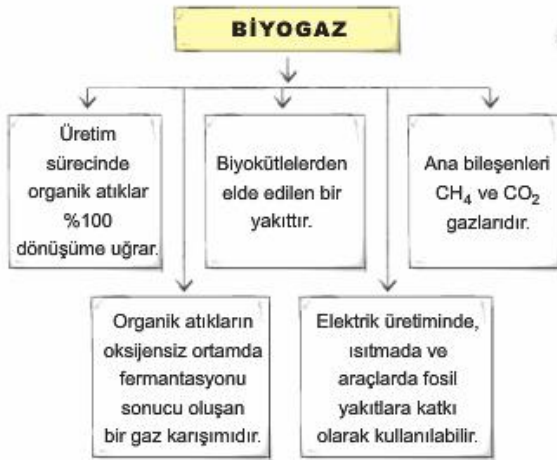 BİYOGAZ
Üretim
sürecinde
organik atıklar
%100
dönüşüme uğrar.
Biyokütlelerden
elde edilen bir
yakıttır.
Ana bileşenleri
CH₄ ve CO₂
gazlarıdır.
Organik atıkların
oksijensiz ortamda
fermantasyonu
sonucu oluşan
bir gaz karışımıdır.
Elektrik üretiminde,
ısıtmada ve
araçlarda fosil
yakıtlara katkı
olarak kullanılabilir.